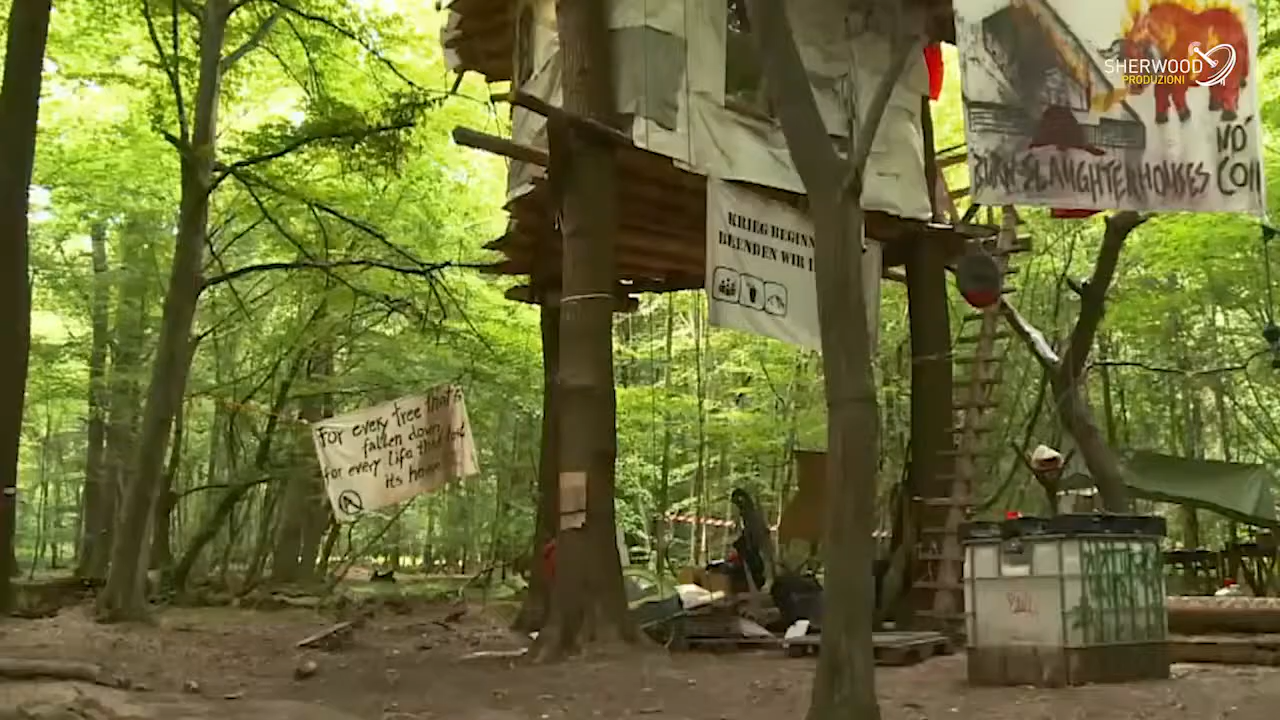 SHERWOOD
PRODUZIONI
BURN SLAUGHTERHOUSES
NO
KRIEG BEGINN
BEENDEN WIR
For every tree that's
fallen down
for every life that lost
its home